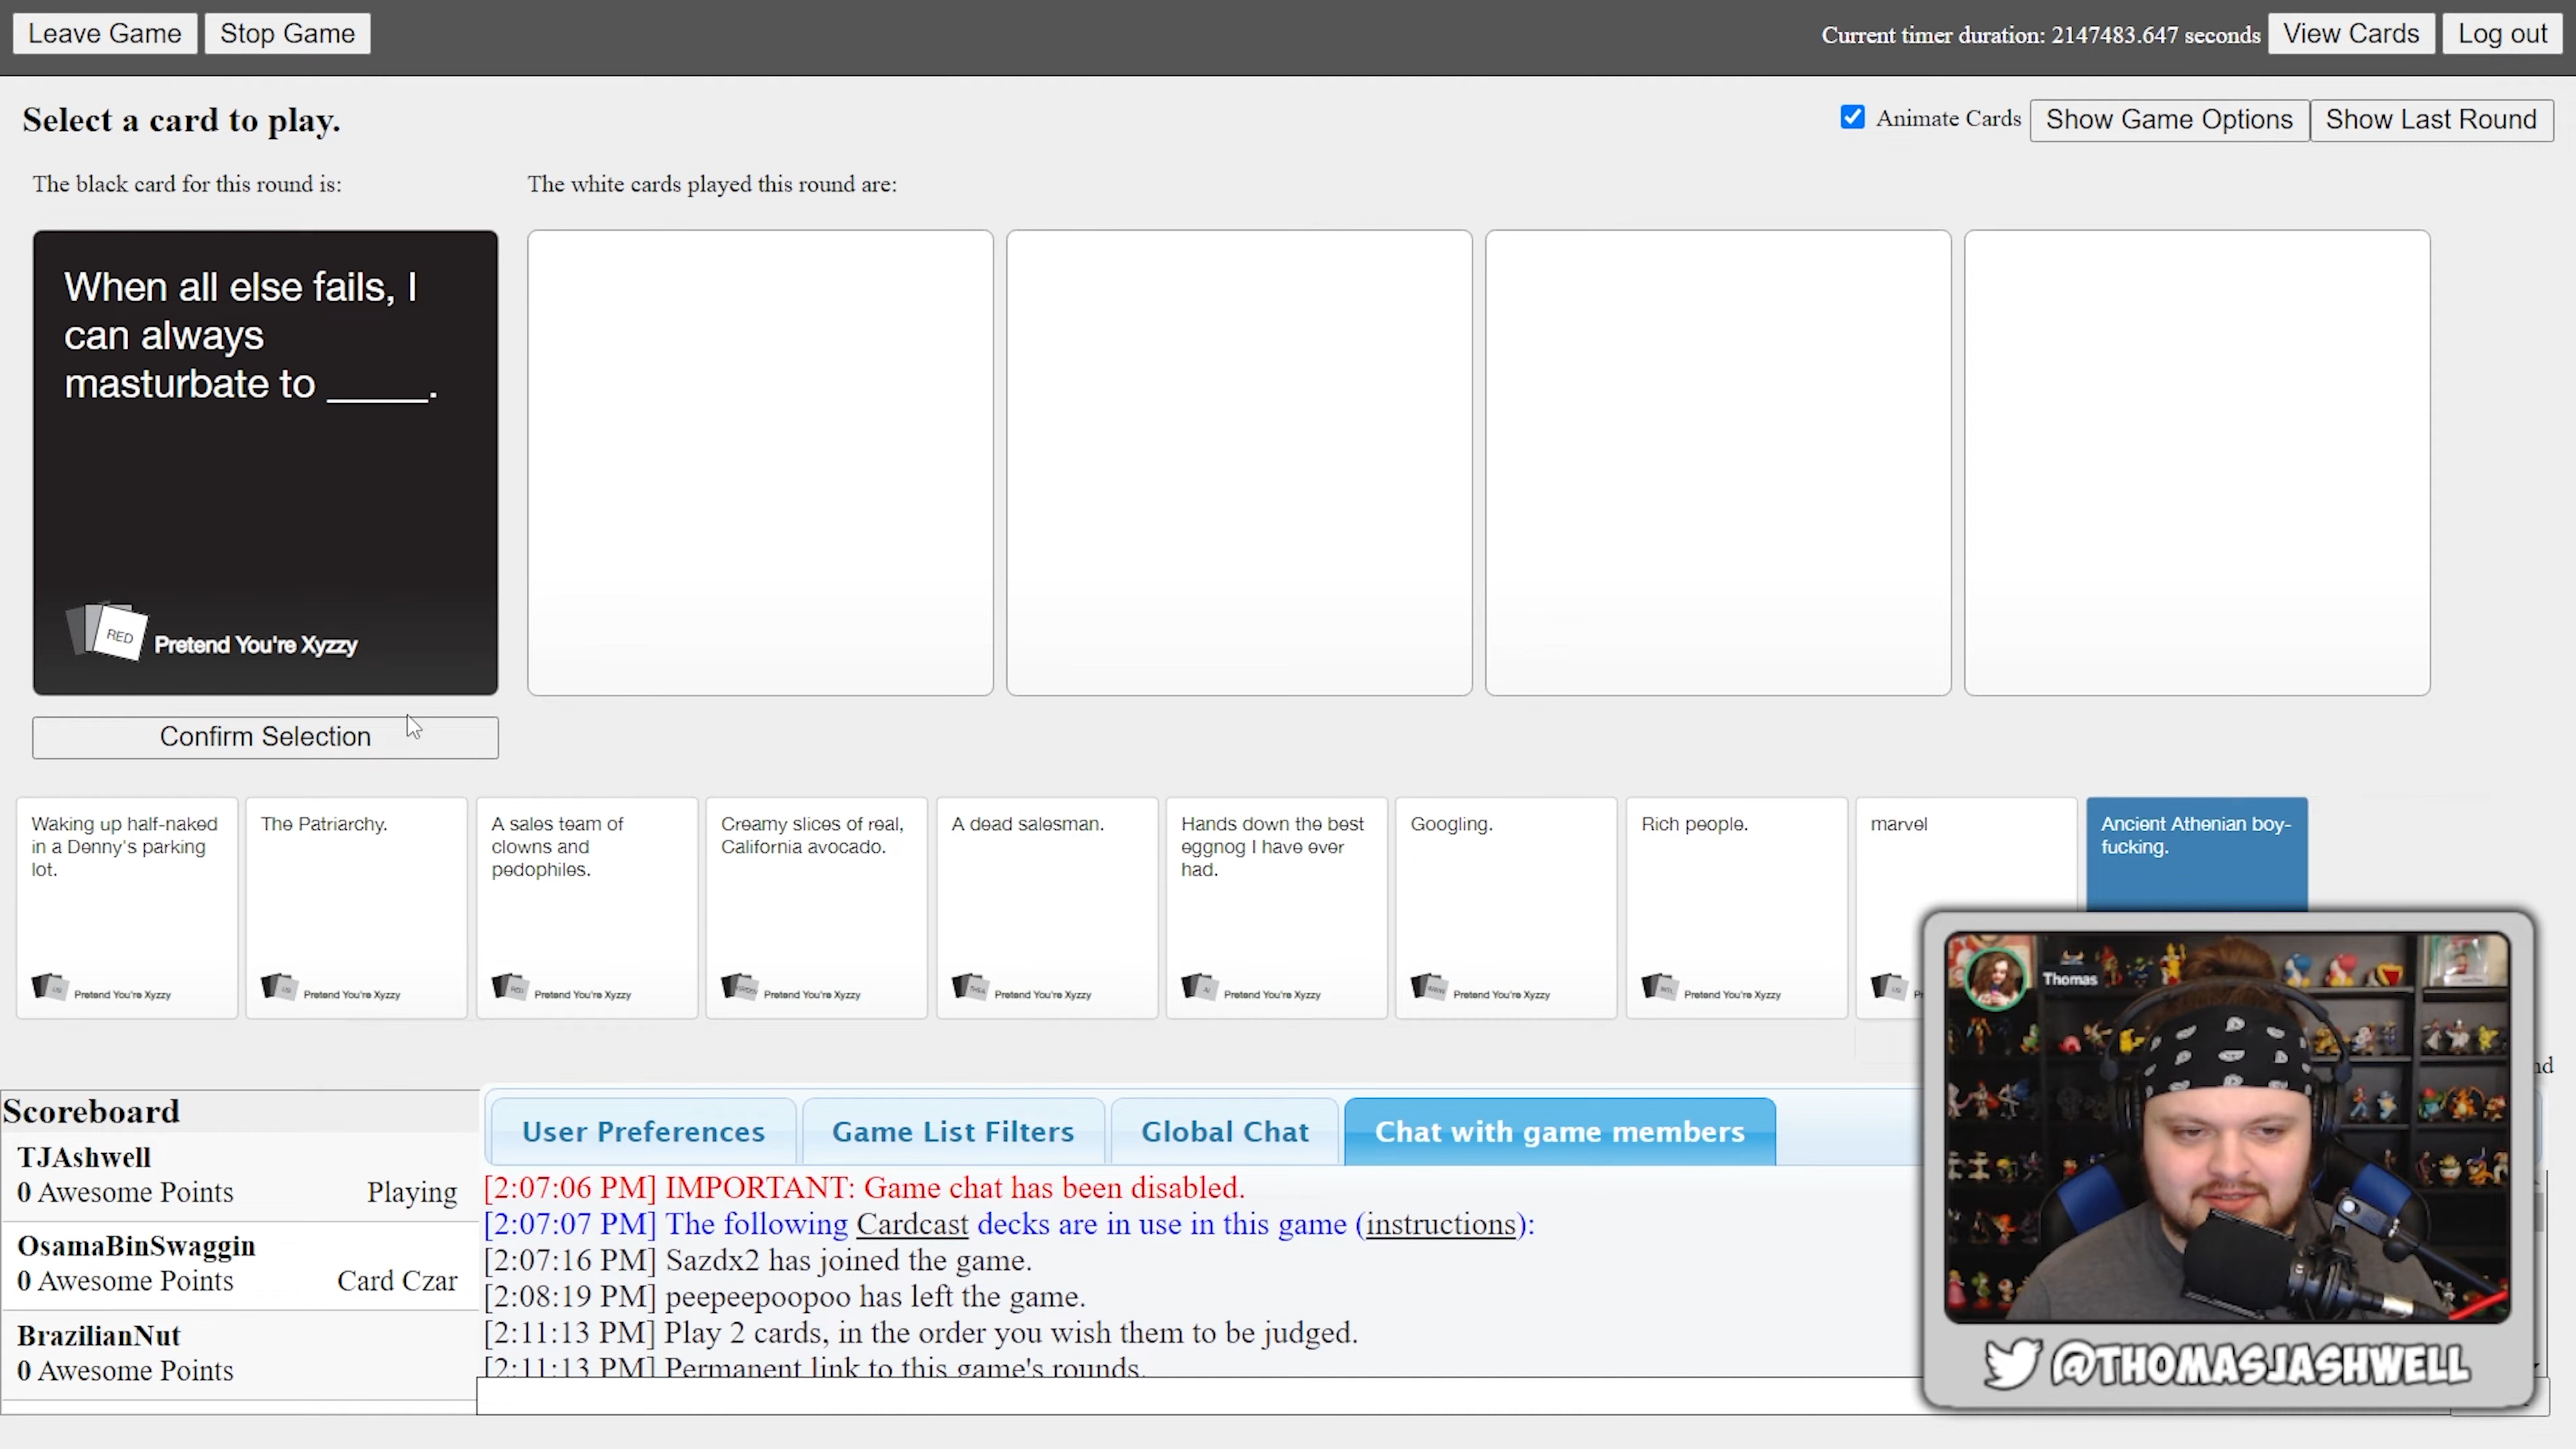 Leave Game
Stop Game
Current timer duration: 2147483.647 seconds
View Cards
Log out
Select a card to play.
Animate Cards
Show Game Options
Show Last Round
The black card for this round is:
The white cards played this round are:
When all else fails, I
can always
masturbate to _____.
RED
Pretend You're Xyzzy
Confirm Selection
Waking up half-naked
in a Denny's parking
lot.
Pretend You're Xyzzy
The Patriarchy.
Pretend You're Xyzzy
A sales team of
clowns and
pedophiles.
Pretend You're Xyzzy
Creamy slices of real,
California avocado.
Pretend You're Xyzzy
A dead salesman.
Pretend You're Xyzzy
Hands down the best
eggnog I have ever
had.
Pretend You're Xyzzy
Googling.
Pretend You're Xyzzy
Rich people.
Pretend You're Xyzzy
marvel
Ancient Athenian boy-
fucking.
Scoreboard
TJAshwell
0 Awesome Points
Playing
OsamaBinSwaggin
0 Awesome Points
Card Czar
BrazilianNut
0 Awesome Points
User Preferences
Game List Filters
Global Chat
Chat with game members
[2:07:06 PM] IMPORTANT: Game chat has been disabled.
[2:07:07 PM] The following Cardcast decks are in use in this game (instructions):
[2:07:16 PM] Sazdx2 has joined the game.
[2:08:19 PM] peepeepoopoo has left the game.
[2:11:13 PM] Play 2 cards, in the order you wish them to be judged.
[2:11:13 PM] Permanent link to this game's rounds.
Thomas
@THOMASJASHWELL